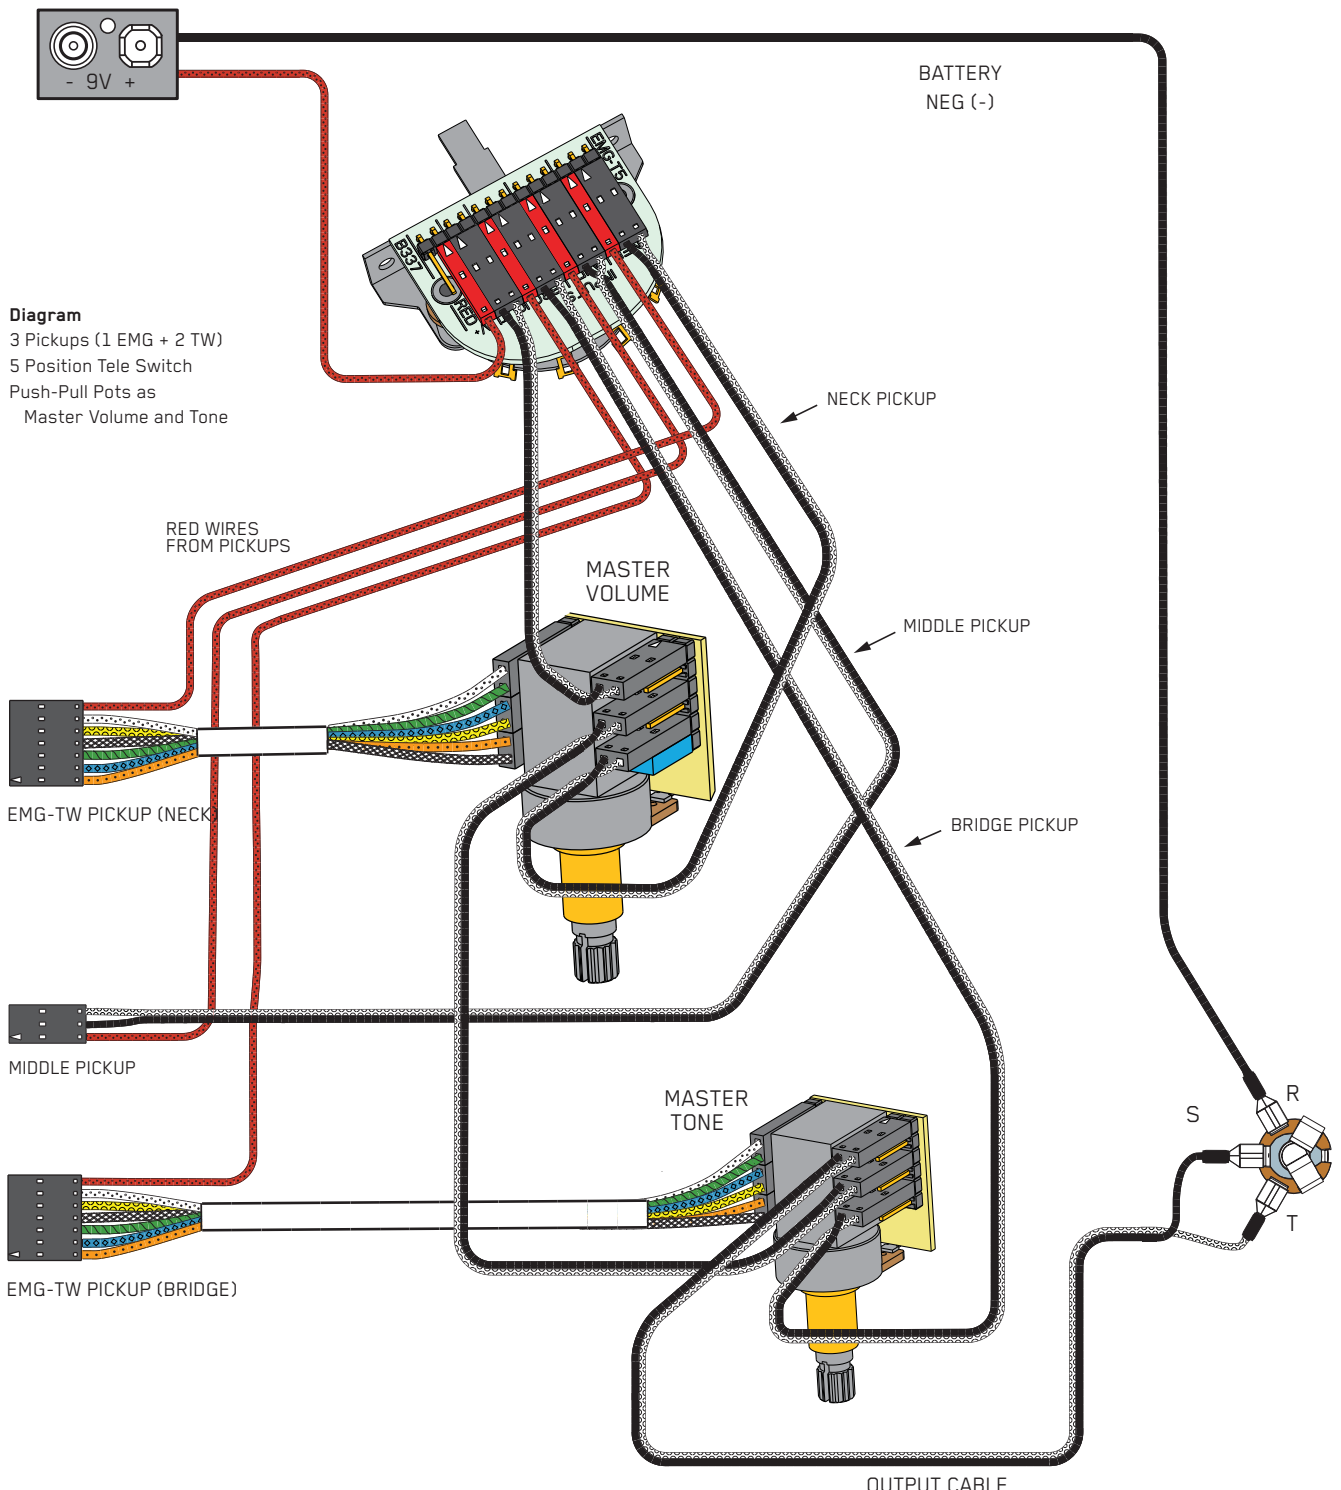 - 9V +
BATTERY
NEG (-)
EMG-T5
B337
RED +
Diagram
3 Pickups (1 EMG + 2 TW)
5 Position Tele Switch
Push-Pull Pots as
Master Volume and Tone
NECK PICKUP
RED WIRES
FROM PICKUPS
MASTER
VOLUME
MIDDLE PICKUP
EMG-TW PICKUP (NECK)
BRIDGE PICKUP
MIDDLE PICKUP
MASTER
TONE
R
S
T
EMG-TW PICKUP (BRIDGE)
OUTPUT CABLE